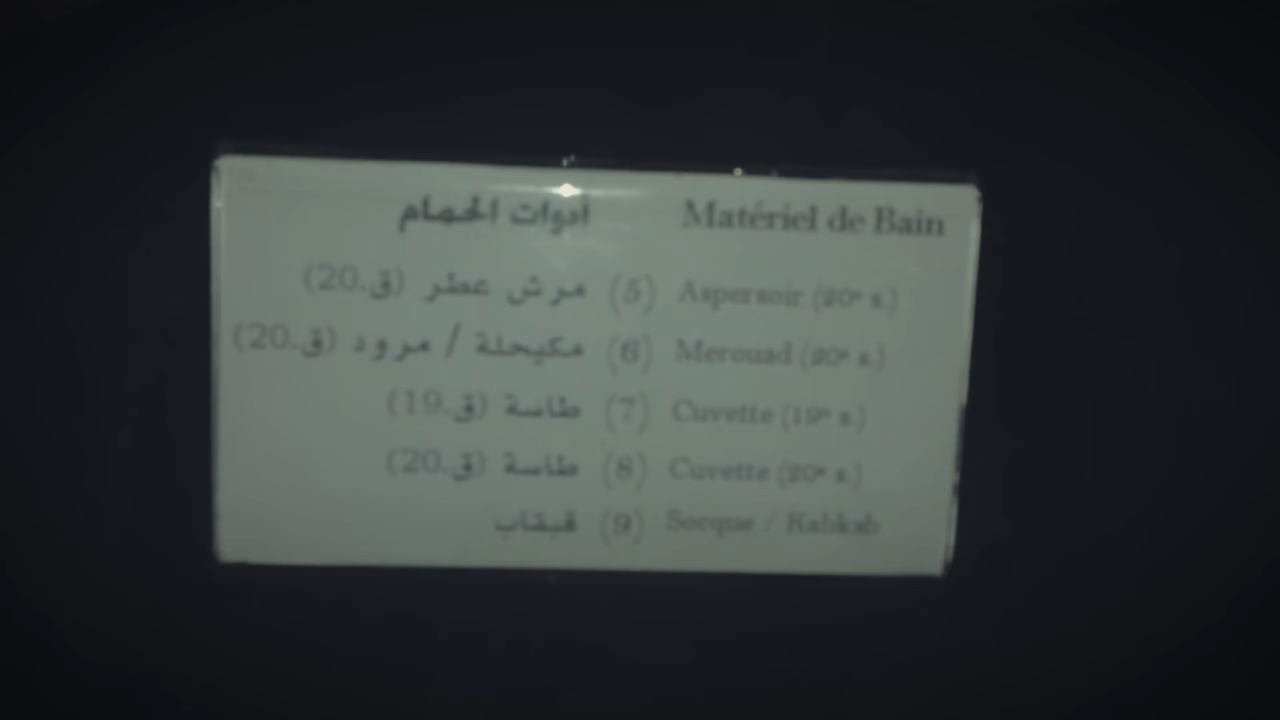 أدوات الحمام Matériel de Bain
مرش عطر (ق.20) (5) Aspersoir (20ᵉ s.)
مكيحلة / مرود (ق.20) (6) Merouad (20ᵉ s.)
طاسة (ق.19) (7) Cuvette (19ᵉ s.)
طاسة (ق.20) (8) Cuvette (20ᵉ s.)
قبقاب (9) Socque / Kabkab